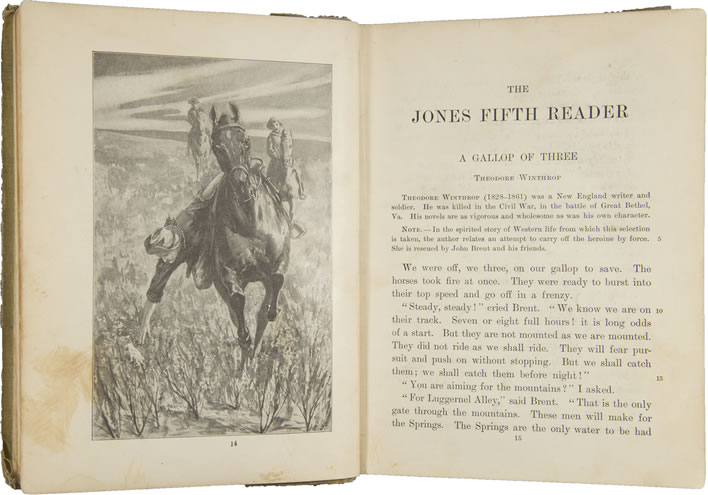 16
THE
JONES FIFTH READER
A GALLOP OF THREE
THEODORE WINTHROP
THEODORE WINTHROP (1828–1861) was a New England writer and
soldier. He was killed in the Civil War, in the battle of Great Bethel,
Va. His novels are as vigorous and wholesome as was his own character.
NOTE. — In the spirited story of Western life from which this selection
is taken, the author relates an attempt to carry off the heroine by force. 5
She is rescued by John Brent and his friends.
We were off, we three, on our gallop to save. The
horses took fire at once. They were ready to burst into
their top speed and go off in a frenzy.
"Steady, steady!" cried Brent. "We know we are on 10
their track. Seven or eight full hours! it is long odds
of a start. But they are not mounted as we are mounted.
They did not ride as we shall ride. They will fear pur-
suit and push on without stopping. But we shall catch
them; we shall catch them before night!" 15
"You are aiming for the mountains?" I asked.
"For Luggernel Alley," said Brent. "That is the only
gate through the mountains. These men will make for
the Springs. The Springs are the only water to be had
15